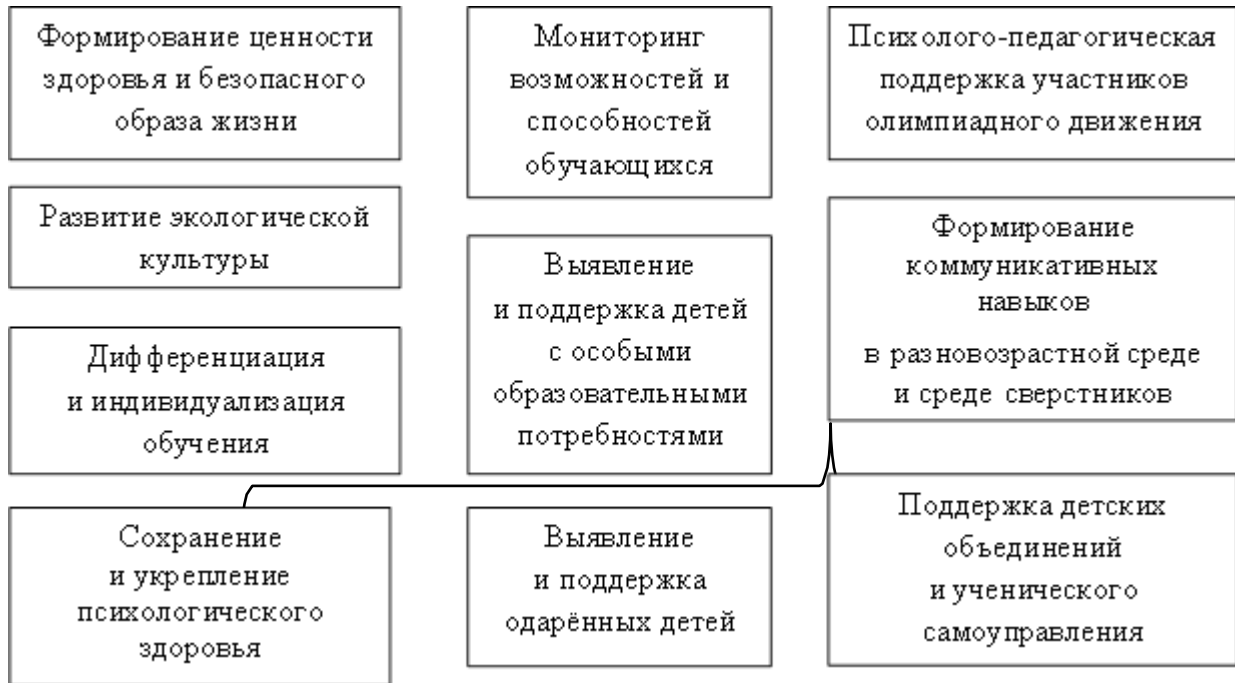 Формирование ценности
здоровья и безопасного
образа жизни
Развитие экологической
культуры
Дифференциация
и индивидуализация
обучения
Сохранение
и укрепление
психологического
здоровья
Мониторинг
возможностей и
способностей
обучающихся
Выявление
и поддержка детей
с особыми
образовательными
потребностями
Выявление
и поддержка
одарённых детей
Психолого-педагогическая
поддержка участников
олимпиадного движения
Формирование
коммуникативных
навыков
в разновозрастной среде
и среде сверстников
Поддержка детских
объединений
и ученического
самоуправления